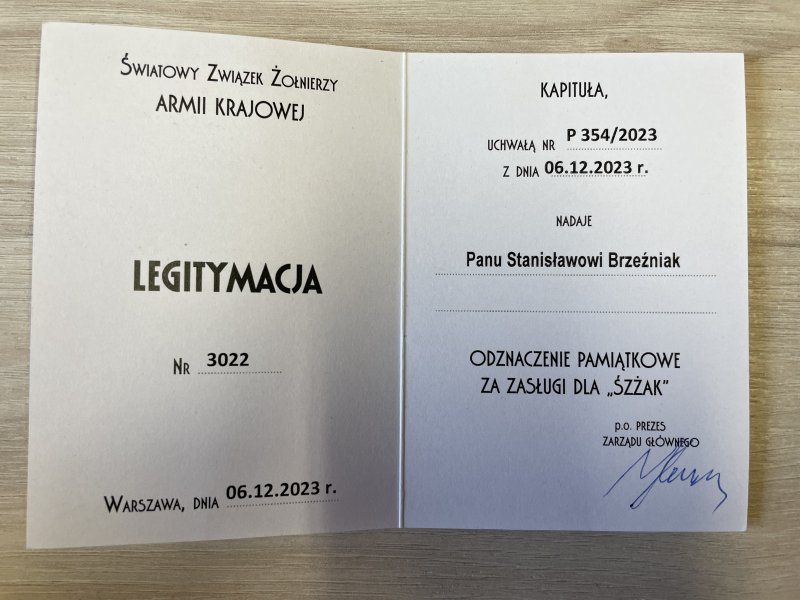 Światowy Związek Żołnierzy
ARMII KRAJOWEJ
LEGITYMACJA
Nr 3022
Warszawa, dnia 06.12.2023 r.
KAPITUŁA,
UCHWAŁĄ NR P 354/2023
Z DNIA 06.12.2023 r.
NADAJE
Panu Stanisławowi Brzeźniak
ODZNACZENIE PAMIĄTKOWE
ZA ZASŁUGI DLA „ŚZŻAK”
p.o. PREZES
ZARZĄDU GŁÓWNEGO